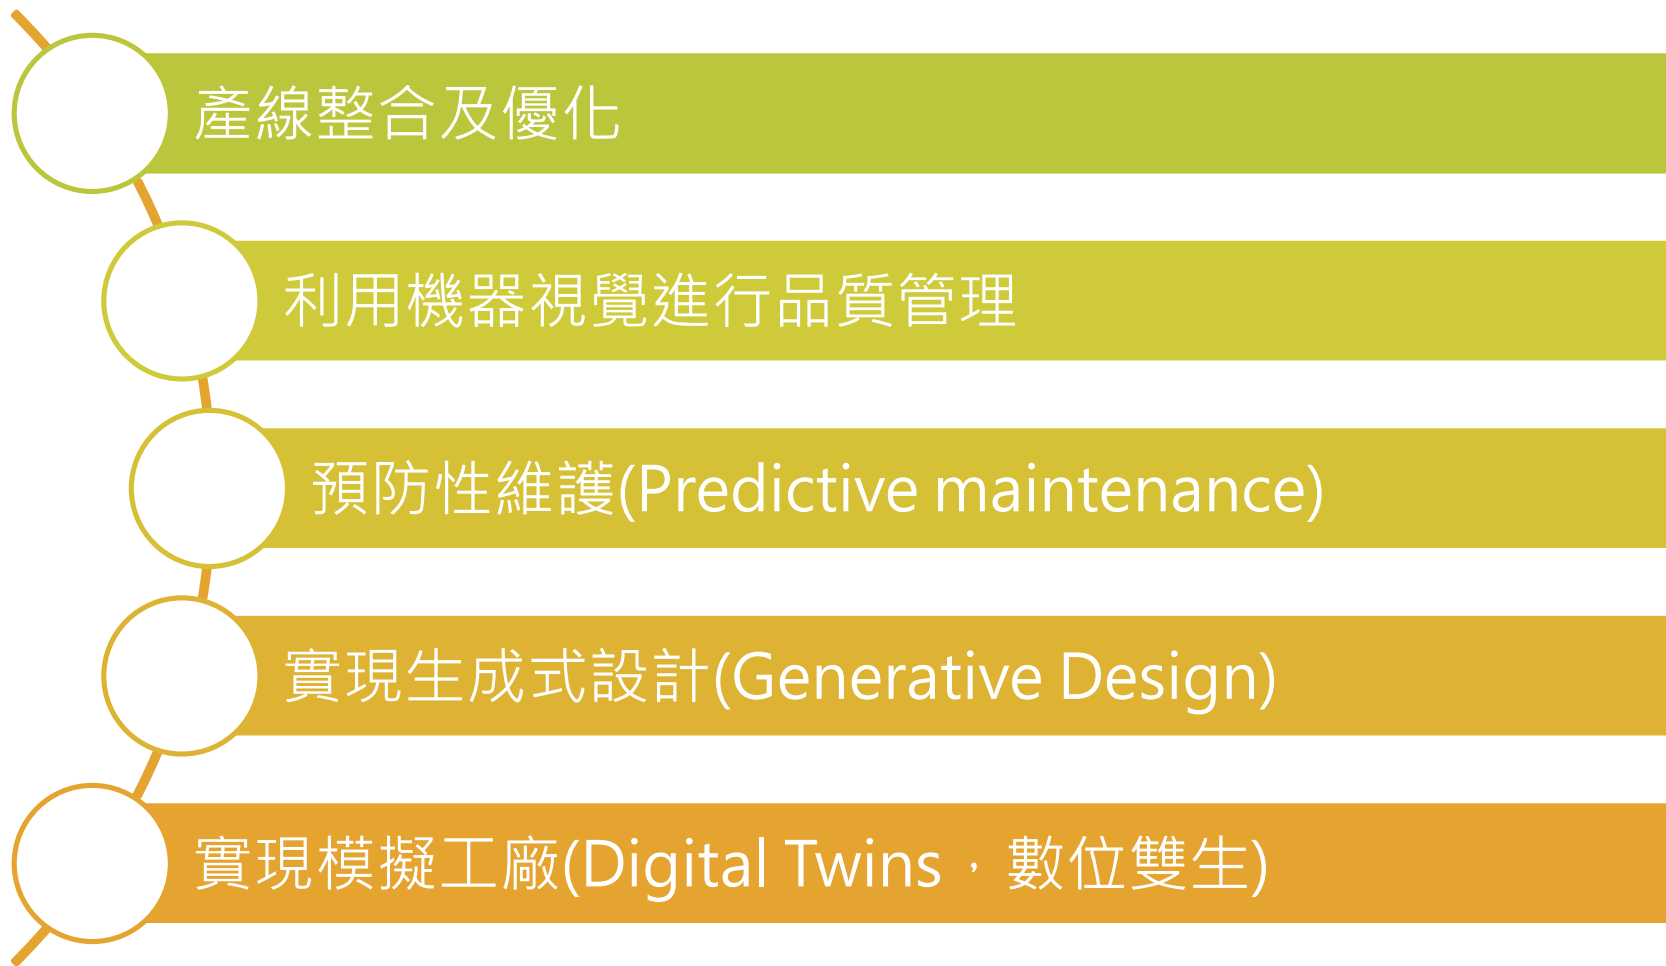 產線整合及優化
利用機器視覺進行品質管理
預防性維護(Predictive maintenance)
實現生成式設計(Generative Design)
實現模擬工廠(Digital Twins，數位雙生)